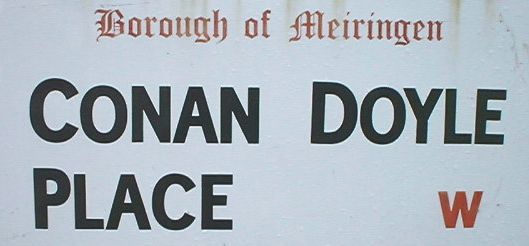 Borough of Meiringen
CONAN DOYLE
PLACE W